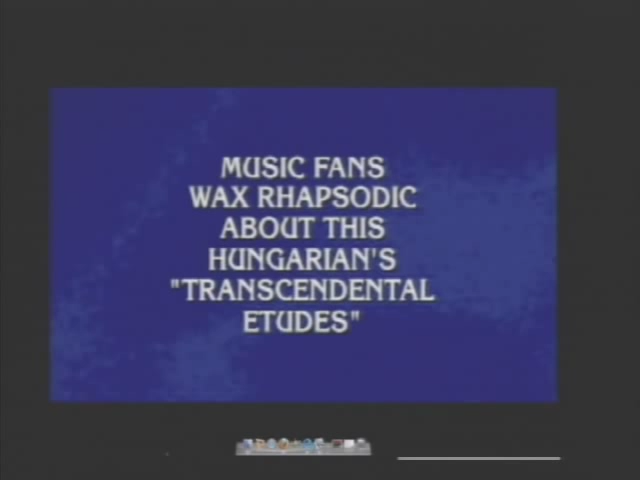 MUSIC FANS
WAX RHAPSODIC
ABOUT THIS
HUNGARIAN'S
"TRANSCENDENTAL
ETUDES"